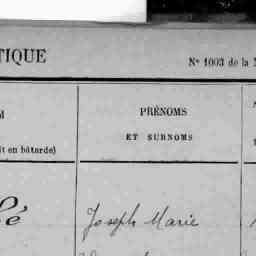 TIQUE
N° 1003 de la
PRÉNOMS
ET SURNOMS
it en bâtarde)
é
Joseph Marie